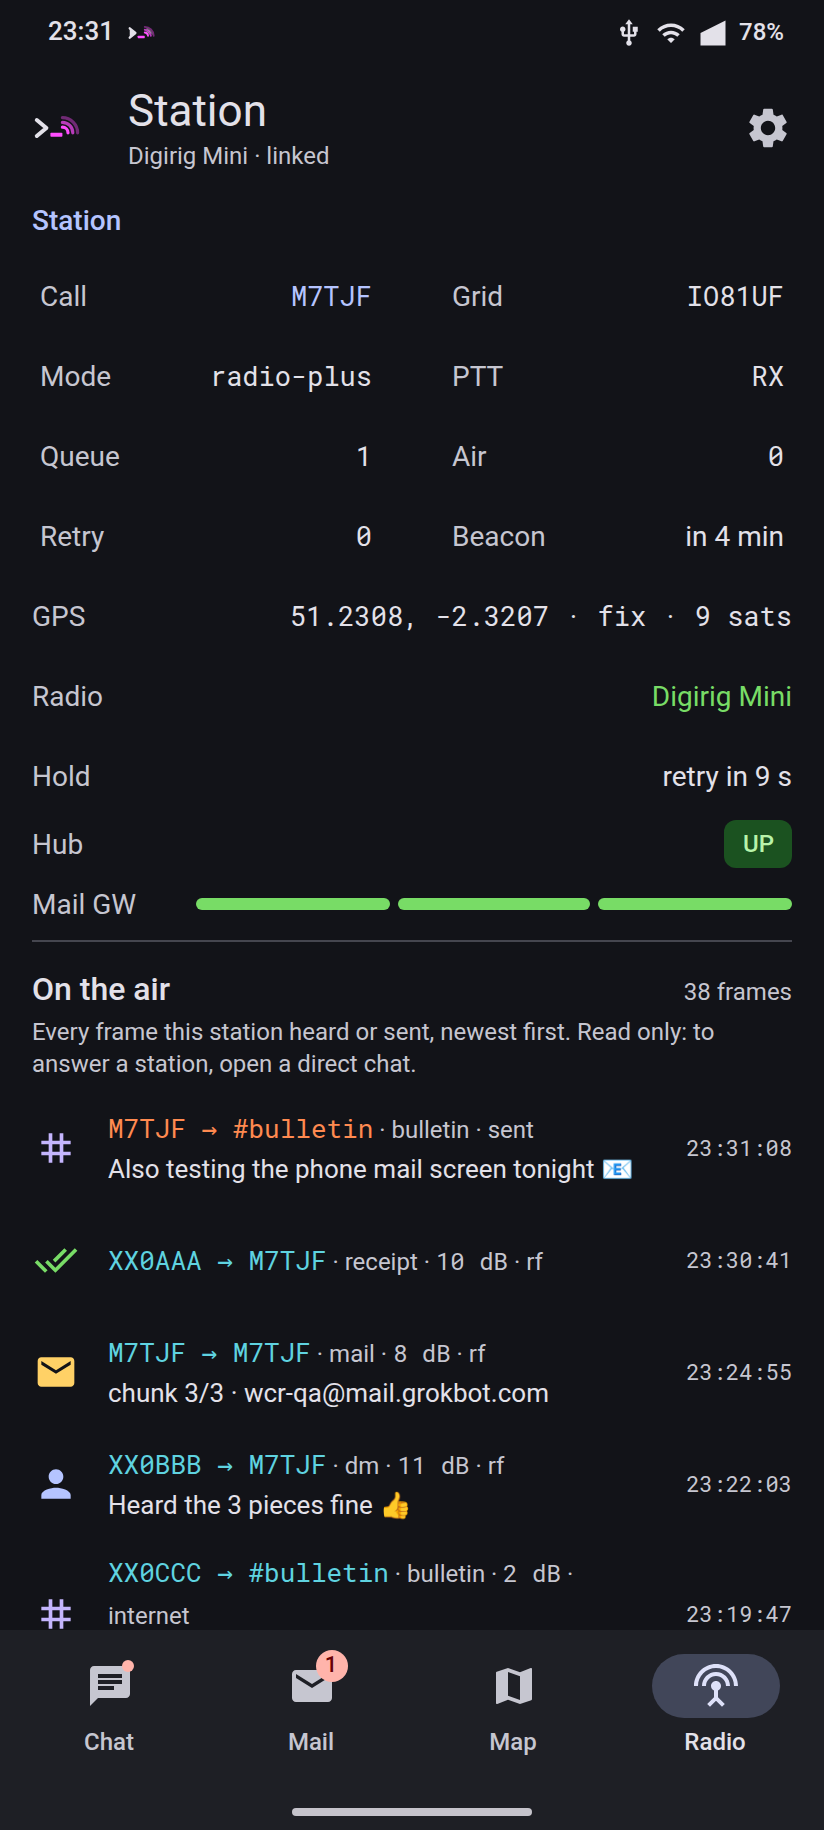 23:31 78%
Station
Digirig Mini · linked
Station
Call M7TJF Grid IO81UF
Mode radio-plus PTT RX
Queue 1 Air 0
Retry 0 Beacon in 4 min
GPS 51.2308, -2.3207 · fix · 9 sats
Radio Digirig Mini
Hold retry in 9 s
Hub UP
Mail GW
On the air 38 frames
Every frame this station heard or sent, newest first. Read only: to
answer a station, open a direct chat.
M7TJF → #bulletin · bulletin · sent
Also testing the phone mail screen tonight 📧
23:31:08
XX0AAA → M7TJF · receipt · 10 dB · rf 23:30:41
M7TJF → M7TJF · mail · 8 dB · rf
chunk 3/3 · wcr-qa@mail.grokbot.com
23:24:55
XX0BBB → M7TJF · dm · 11 dB · rf
Heard the 3 pieces fine 👍
23:22:03
XX0CCC → #bulletin · bulletin · 2 dB ·
internet
23:19:47
1
Chat Mail Map Radio